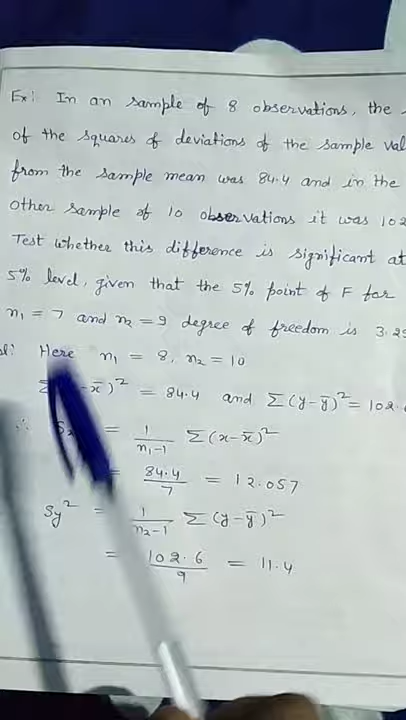 Ex: In an sample of 8 observations, the
of the squares of deviations of the sample val
from the sample mean was 84.4 and in the
other sample of 10 observations it was 102
Test whether this difference is significant at
5% level, given that the 5% point of F for
n₁ = 7 and n₂ = 9 degree of freedom is 3.29
Here n₁ = 8, n₂ = 10
x̄)² = 84.4 and Σ(y-ȳ)² = 102.
∴ = 1/(n₁-1) Σ(x-x̄)²
= 84.4/7 = 12.057
Sy² = 1/(n₂-1) Σ(y-ȳ)²
= 102.6/9 = 11.4